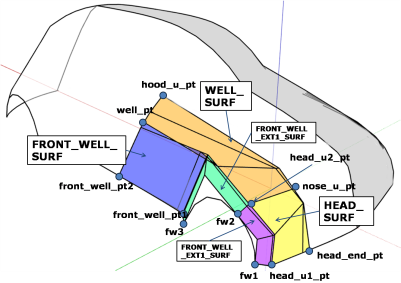 hood_u_pt
WELL_
SURF
well_pt
FRONT_WELL
_EXT1_SURF
FRONT_WELL_
SURF
head_u2_pt
front_well_pt2
nose_u_pt
front_well_pt1
HEAD_
SURF
fw2
fw3
FRONT_WELL
_EXT1_SURF
head_end_pt
fw1
head_u1_pt